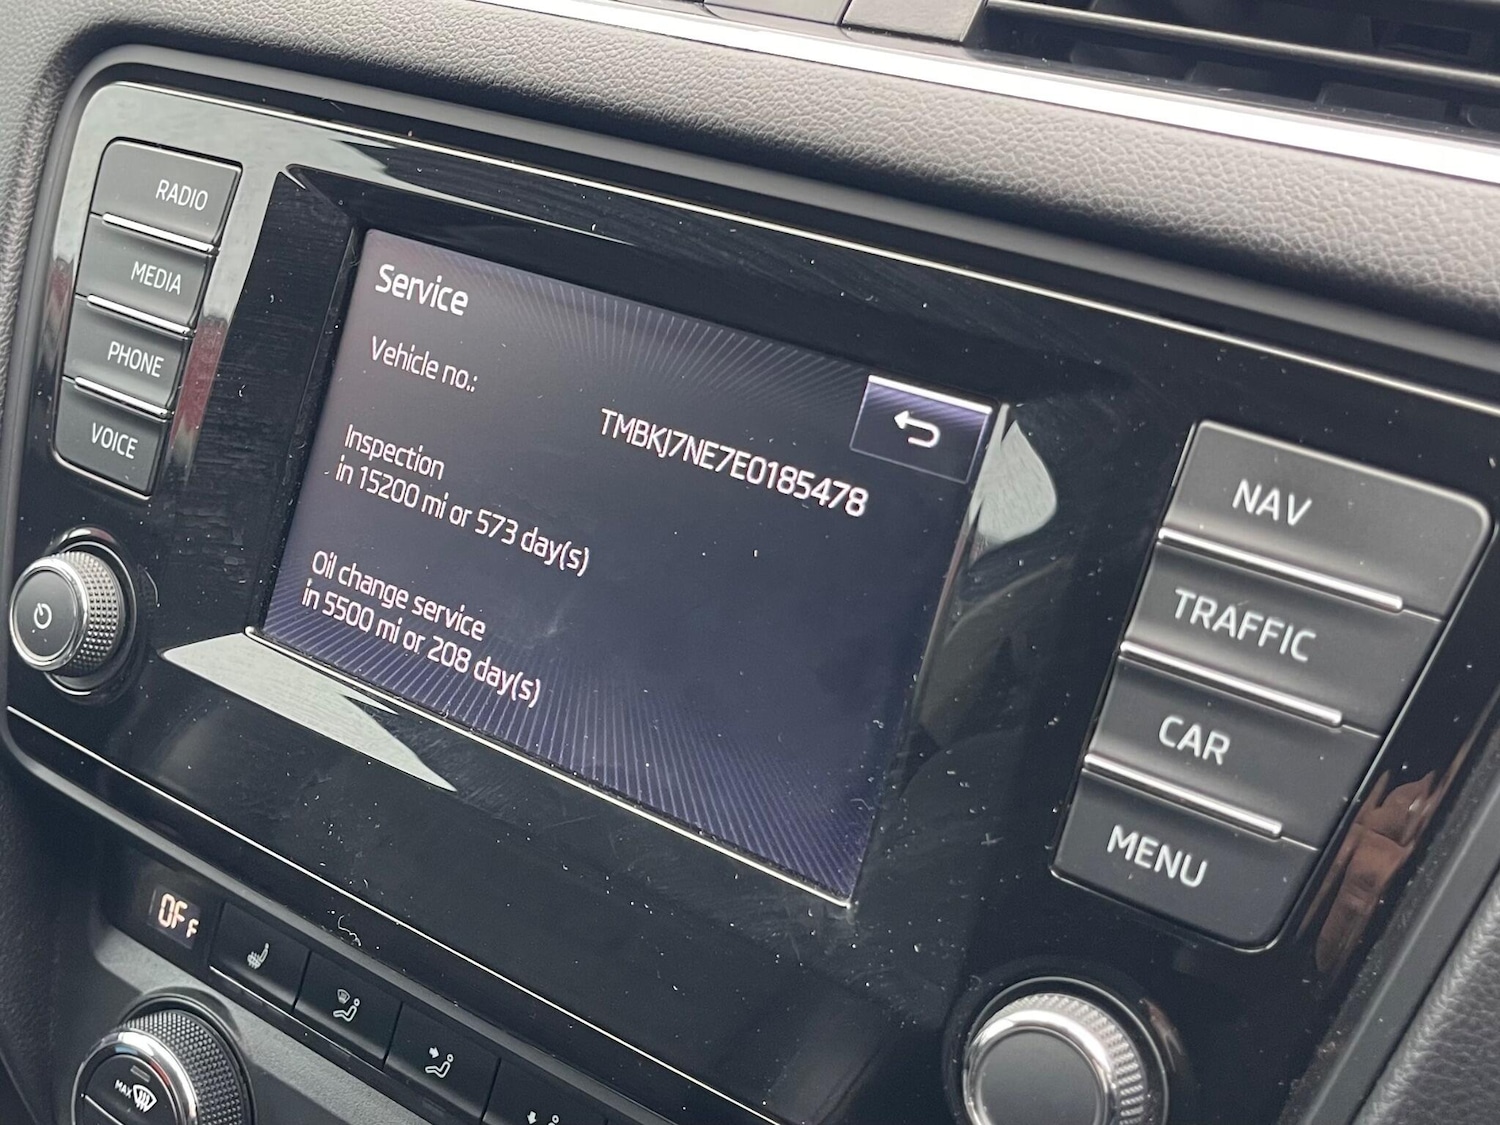 RADIO
MEDIA
PHONE
VOICE
Service
Vehicle no.:
TMBKJ7NE7E0185478
Inspection
in 15200 mi or 573 day(s)
Oil change service
in 5500 mi or 208 day(s)
NAV
TRAFFIC
CAR
MENU
OFF
MAX